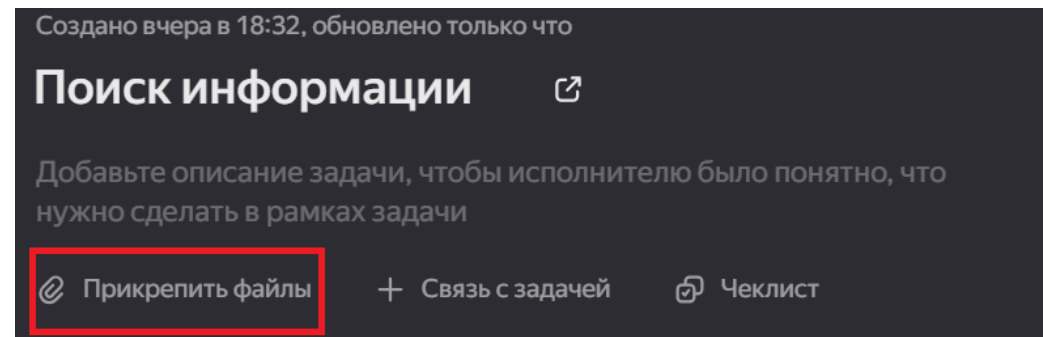 Создано вчера в 18:32, обновлено только что
Поиск информации
Добавьте описание задачи, чтобы исполнителю было понятно, что
нужно сделать в рамках задачи
Прикрепить файлы + Связь с задачей Чеклист